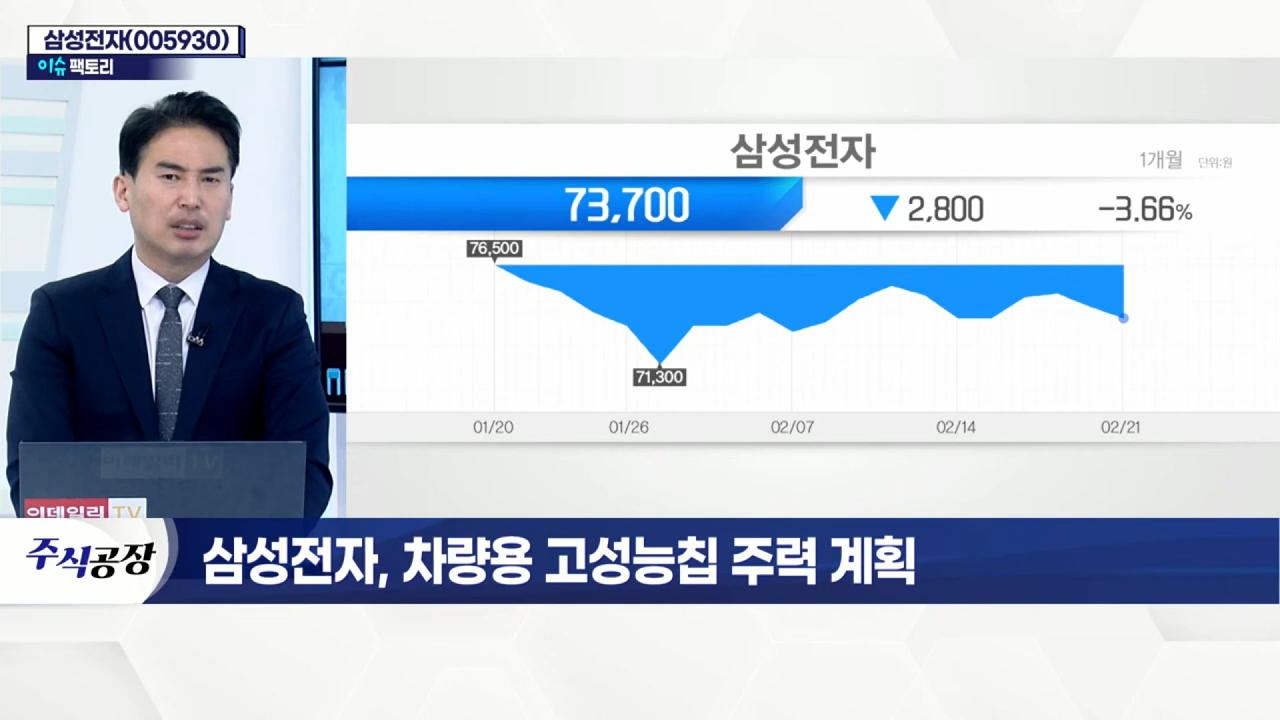 삼성전자(005930)
이슈 팩토리
삼성전자
1개월 단위:원
73,700 ▼ 2,800 -3.66%
76,500
71,300
01/20 01/26 02/07 02/14 02/21
이데일리 TV
주식공장
삼성전자, 차량용 고성능칩 주력 계획